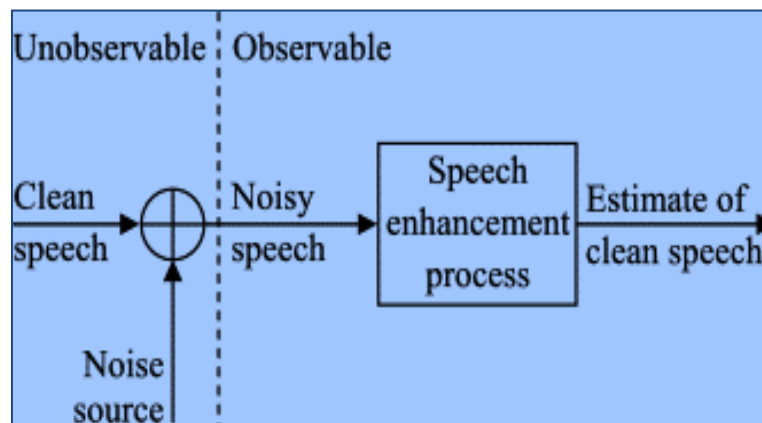 Unobservable
Observable
Clean
speech
Noise
source
Noisy
speech
Speech
enhancement
process
Estimate of
clean speech